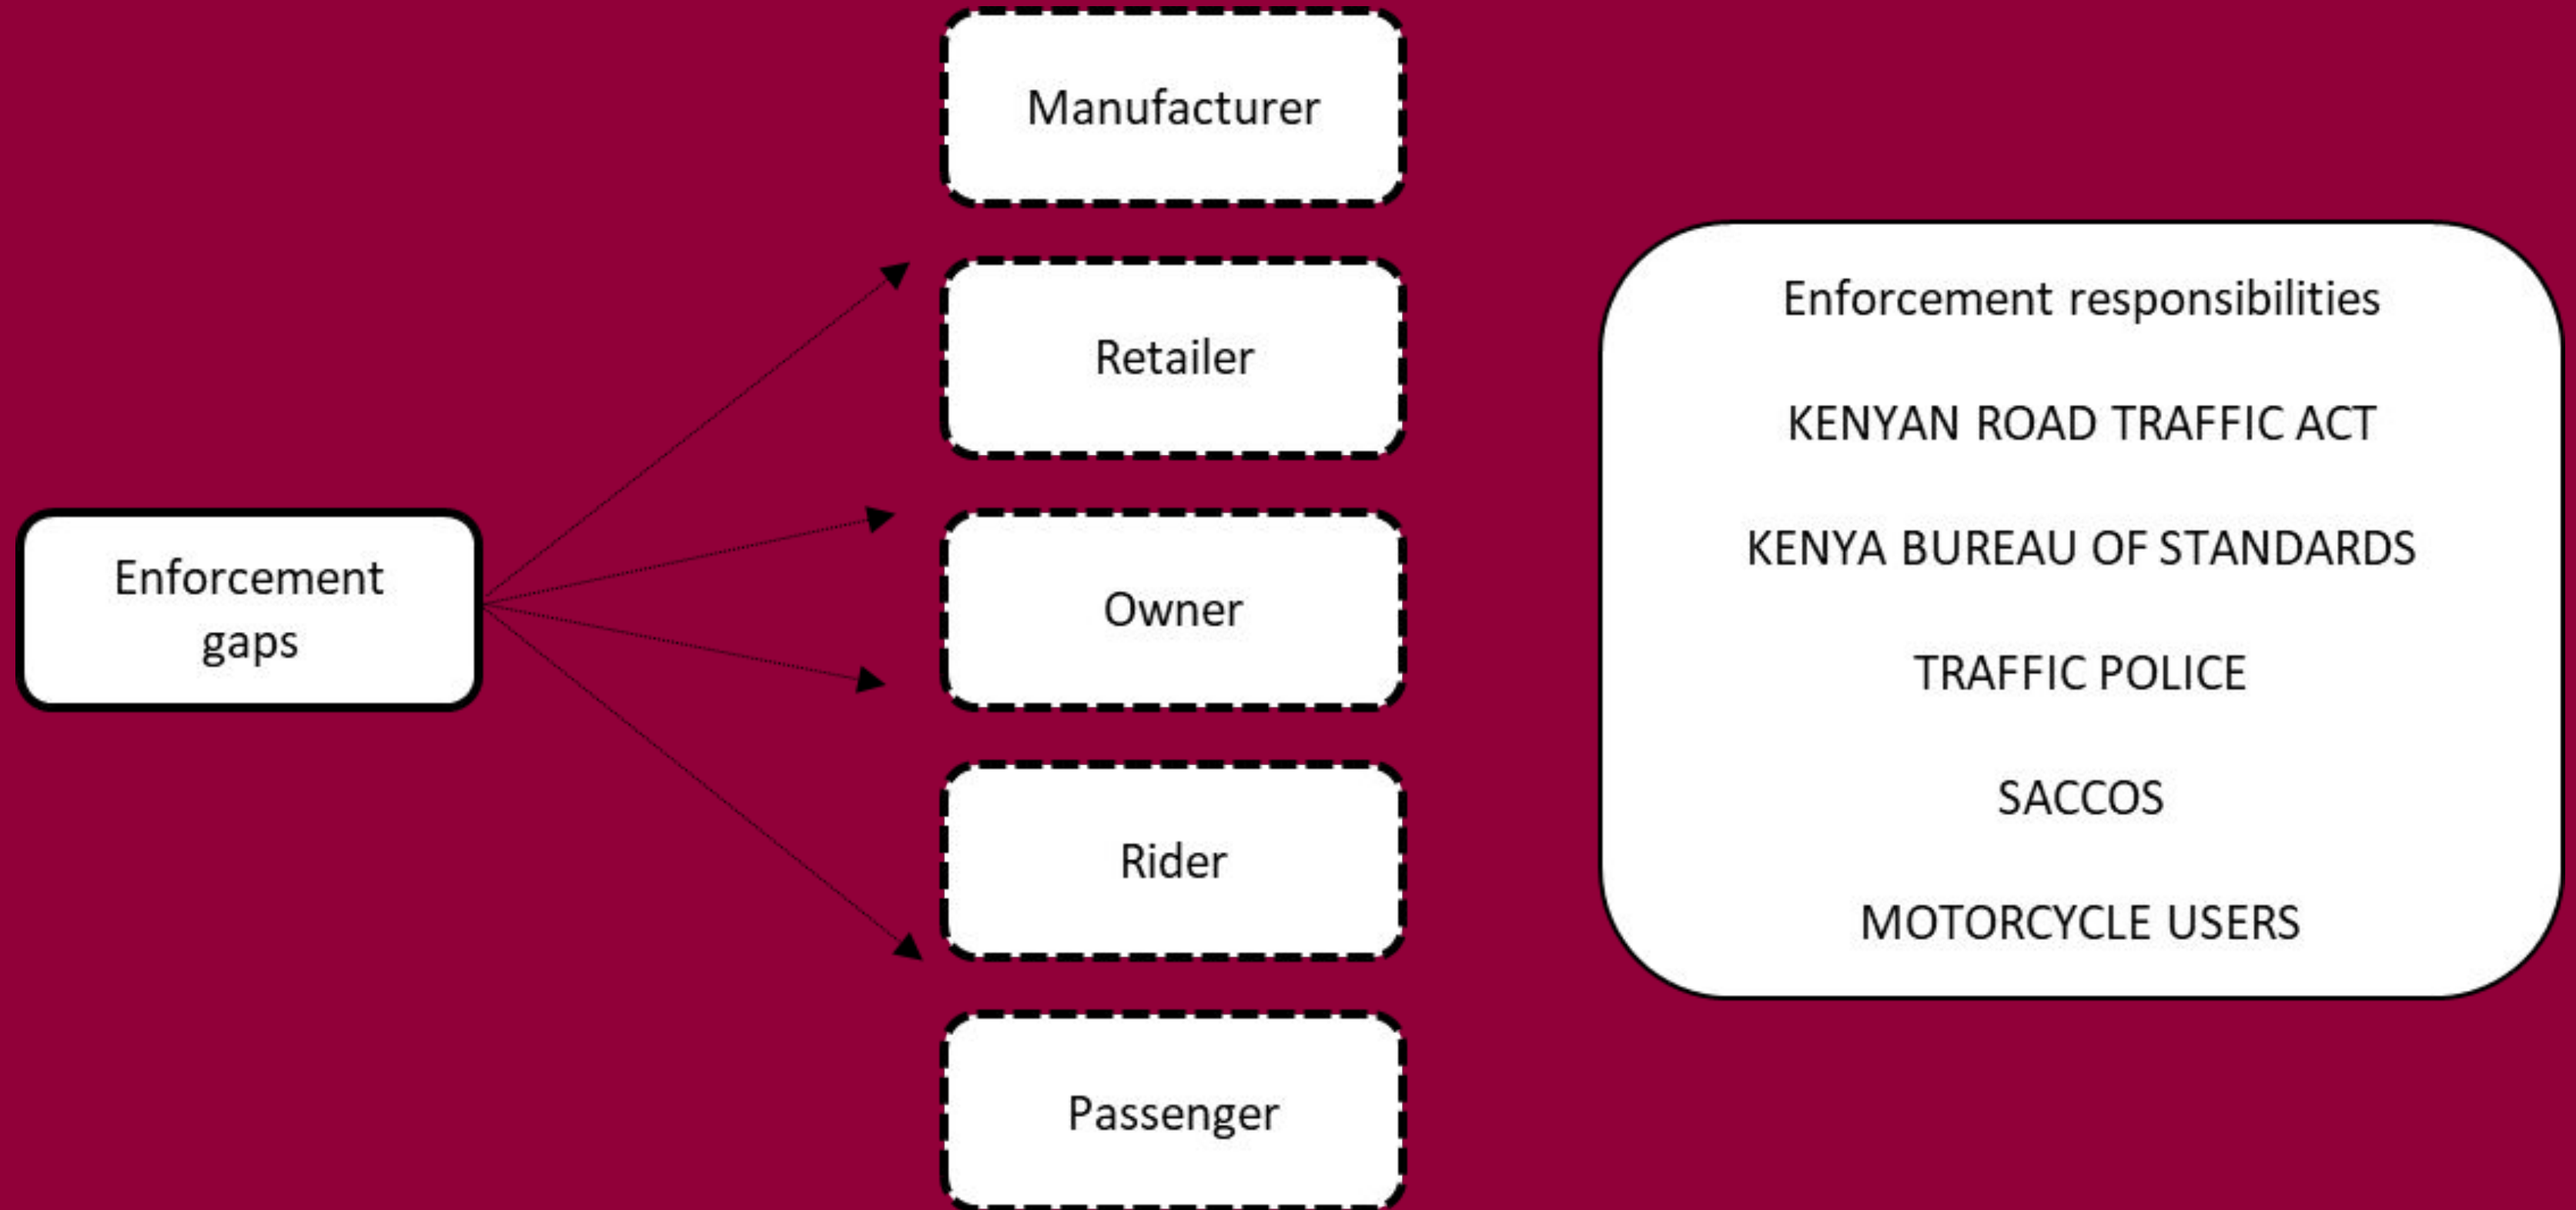 Enforcement
gaps
Manufacturer
Retailer
Owner
Rider
Passenger
Enforcement responsibilities
KENYAN ROAD TRAFFIC ACT
KENYA BUREAU OF STANDARDS
TRAFFIC POLICE
SACCOS
MOTORCYCLE USERS